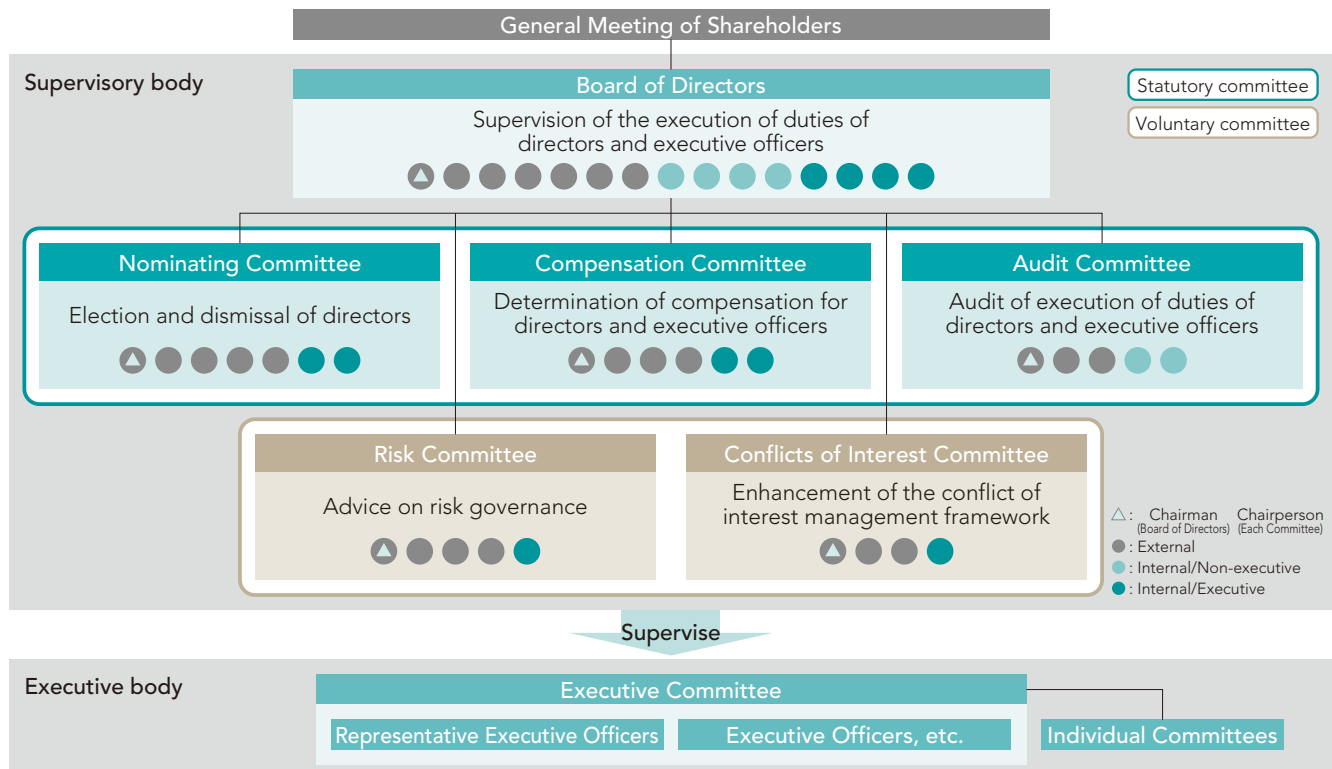 General Meeting of Shareholders
Supervisory body
Board of Directors
Supervision of the execution of duties of
directors and executive officers
Statutory committee
Voluntary committee
Nominating Committee
Election and dismissal of directors
Compensation Committee
Determination of compensation for
directors and executive officers
Audit Committee
Audit of execution of duties of
directors and executive officers
Risk Committee
Advice on risk governance
Conflicts of Interest Committee
Enhancement of the conflict of
interest management framework
△: Chairman Chairperson
(Board of Directors) (Each Committee)
●: External
●: Internal/Non-executive
●: Internal/Executive
Supervise
Executive body
Executive Committee
Representative Executive Officers
Executive Officers, etc.
Individual Committees